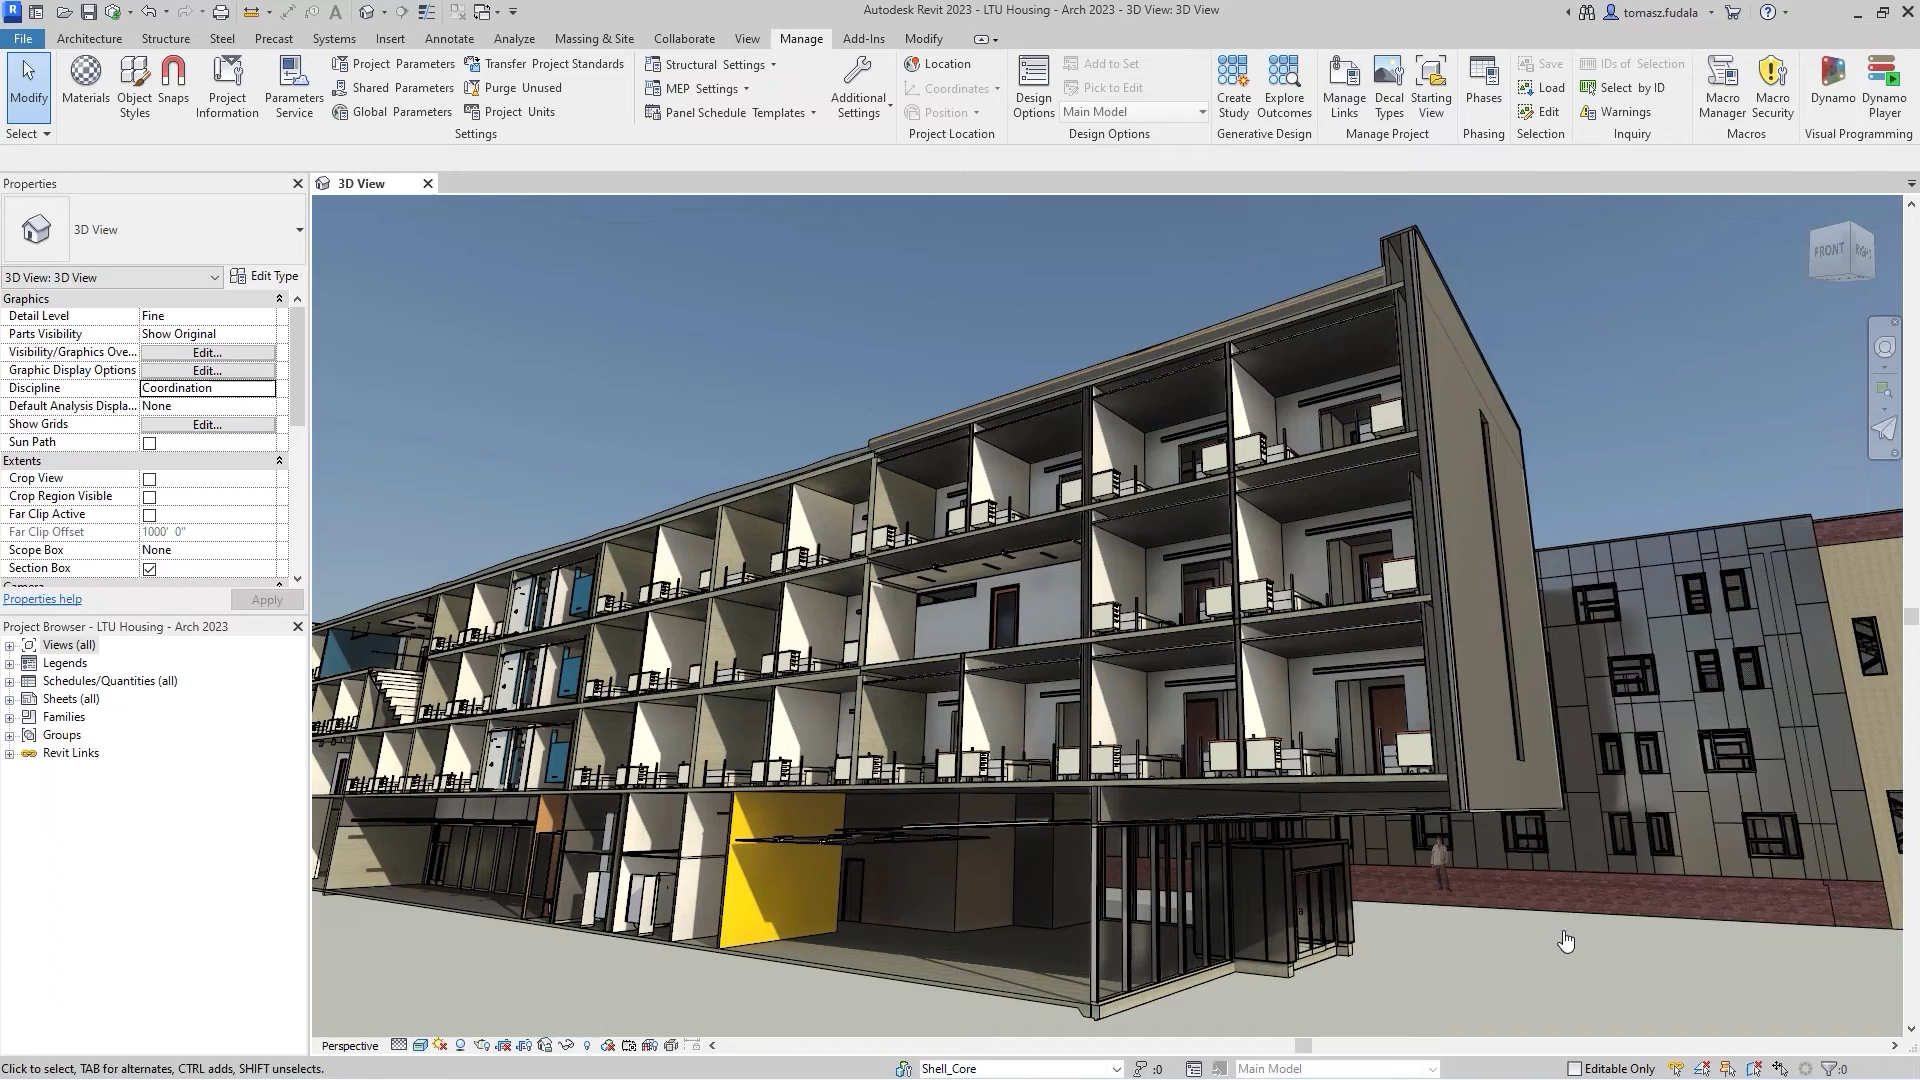 R A Autodesk Revit 2023 - LTU Housing - Arch 2023 - 3D View: 3D View tomasz.fudala
File Architecture Structure Steel Precast Systems Insert Annotate Analyze Massing & Site Collaborate View Manage Add-Ins Modify
Modify
Materials
Object
Styles
Snaps
Project
Information
Parameters
Service
Project Parameters
Shared Parameters
Global Parameters
Transfer Project Standards
Purge Unused
Project Units
Structural Settings
MEP Settings
Panel Schedule Templates
Additional
Settings
Location
Coordinates
Position
Design
Options
Add to Set
Pick to Edit
Main Model
Create
Study
Explore
Outcomes
Manage
Links
Decal
Types
Starting
View
Phases
Save
Load
Edit
IDs of Selection
Select by ID
Warnings
Macro
Manager
Macro
Security
Dynamo
Dynamo
Player
Select Settings Project Location Design Options Generative Design Manage Project Phasing Selection Inquiry Macros Visual Programming
Properties
3D View
3D View
3D View: 3D View Edit Type
Graphics
Detail Level Fine
Parts Visibility Show Original
Visibility/Graphics Ove... Edit...
Graphic Display Options Edit...
Discipline Coordination
Default Analysis Displa... None
Show Grids Edit...
Sun Path
Extents
Crop View
Crop Region Visible
Far Clip Active
Far Clip Offset 1000' 0"
Scope Box None
Section Box
Camera
Properties help Apply
Project Browser - LTU Housing - Arch 2023
Views (all)
Legends
Schedules/Quantities (all)
Sheets (all)
Families
Groups
Revit Links
FRONT RIGHT
Perspective
Click to select, TAB for alternates, CTRL adds, SHIFT unselects. Shell_Core :0 Main Model Editable Only :0